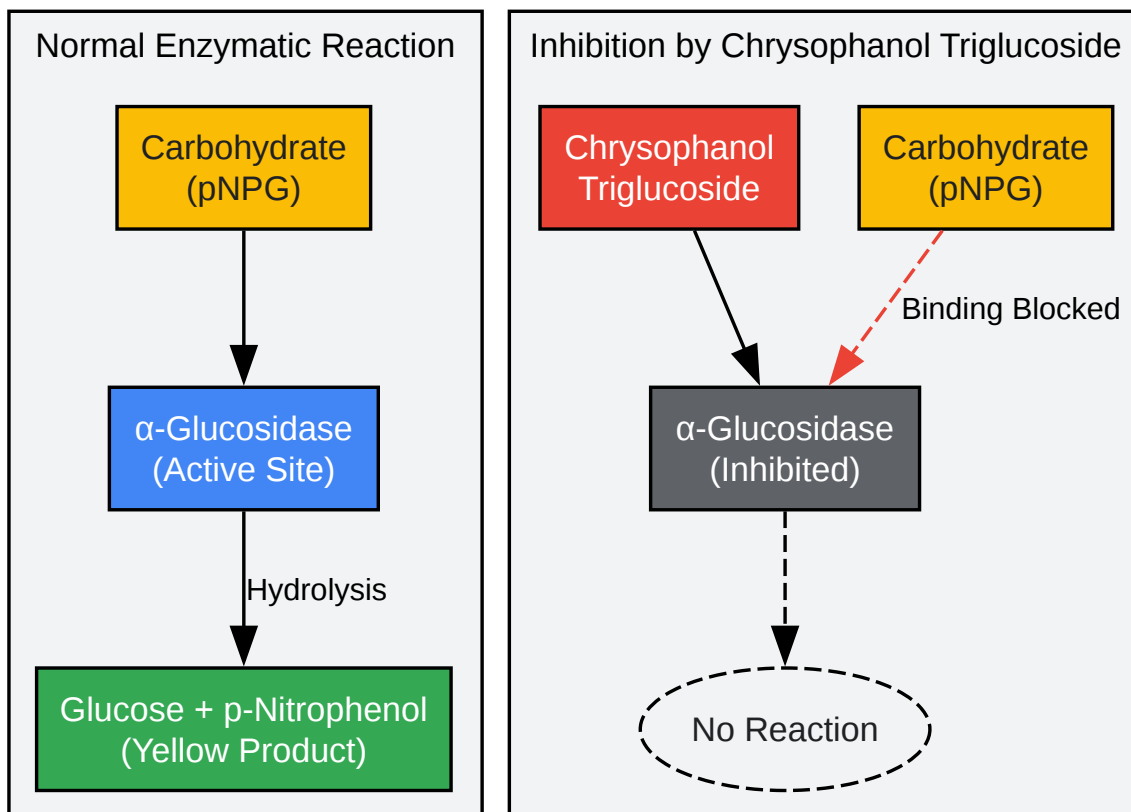 Normal Enzymatic Reaction
Carbohydrate
(pNPG)
α-Glucosidase
(Active Site)
Hydrolysis
Glucose + p-Nitrophenol
(Yellow Product)
Inhibition by Chrysophanol Triglucoside
Chrysophanol
Triglucoside
Carbohydrate
(pNPG)
Binding Blocked
α-Glucosidase
(Inhibited)
No Reaction